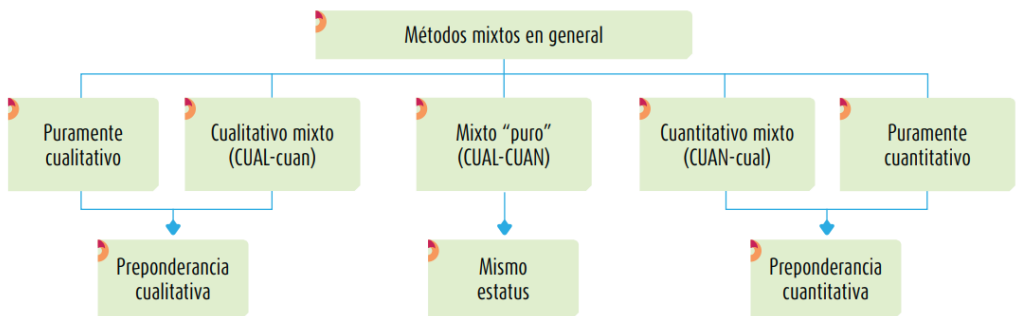 Métodos mixtos en general
Puramente
cualitativo
Cualitativo mixto
(CUAL-cuan)
Mixto “puro”
(CUAL-CUAN)
Cuantitativo mixto
(CUAN-cual)
Puramente
cuantitativo
Preponderancia
cualitativa
Mismo
estatus
Preponderancia
cuantitativa